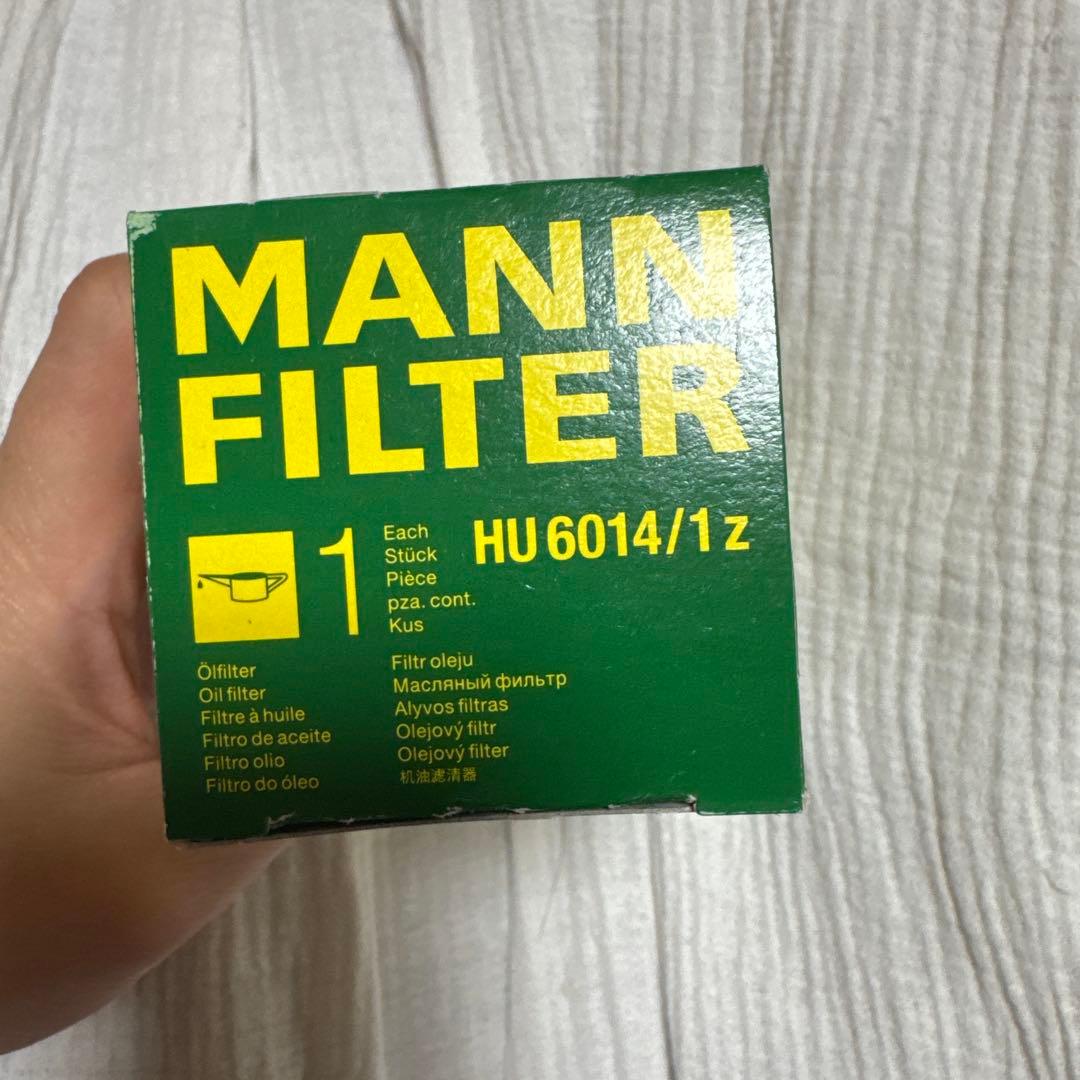 MANN
FILTER
1
Each
Stück
Pièce
pza. cont.
Kus
HU 6014/1 z
Ölfilter
Oil filter
Filtre à huile
Filtro de aceite
Filtro olio
Filtro do óleo
Filtr oleju
Масляный фильтр
Alyvos filtras
Olejový filtr
Olejový filter
机油滤清器